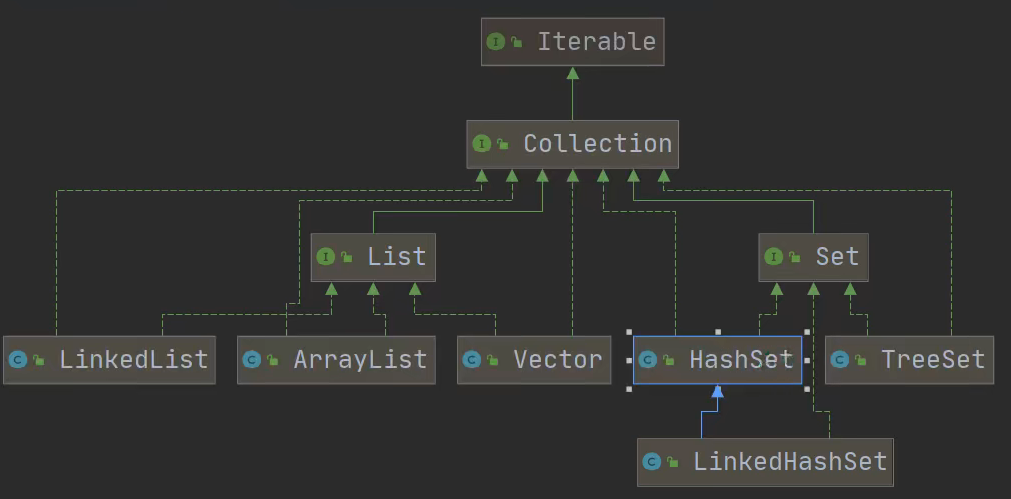 I Iterable
I Collection
I List
I Set
C LinkedList
C ArrayList
C Vector
C HashSet
C TreeSet
C LinkedHashSet